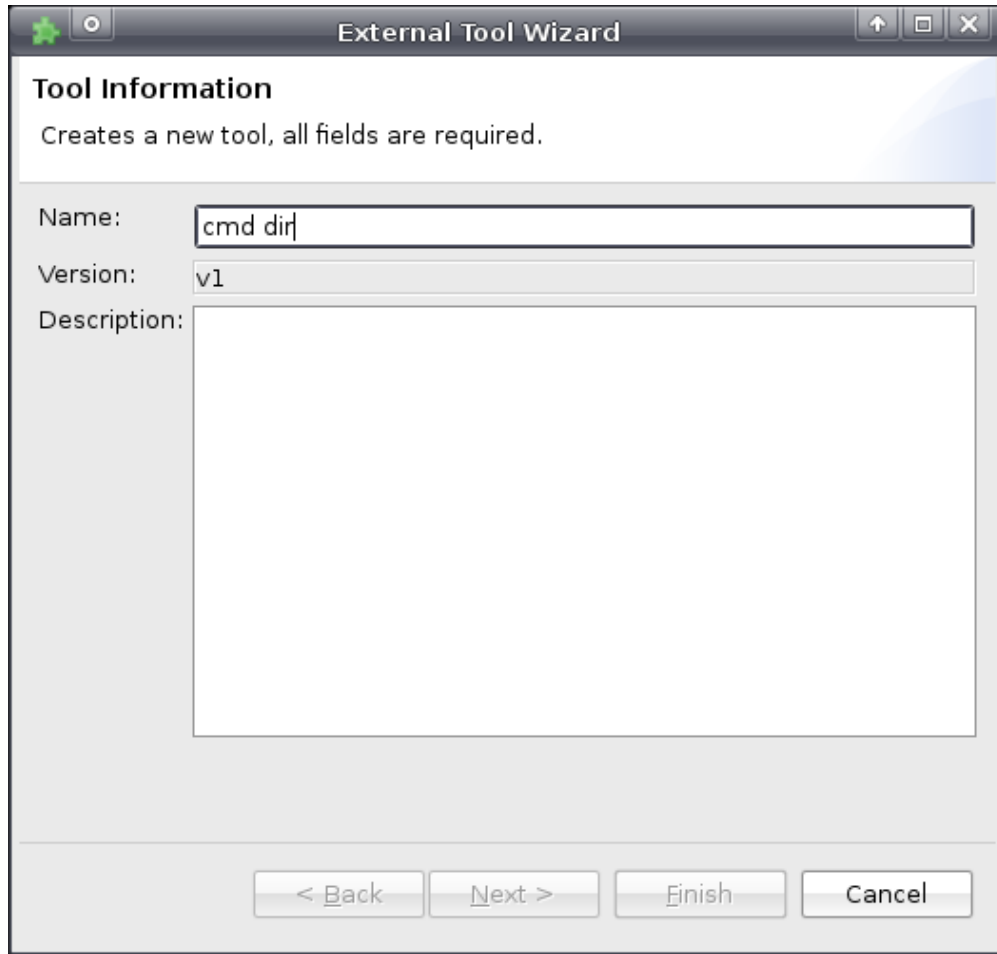 External Tool Wizard
Tool Information
Creates a new tool, all fields are required.
Name:
cmd dir
Version:
v1
Description:
< Back
Next >
Finish
Cancel